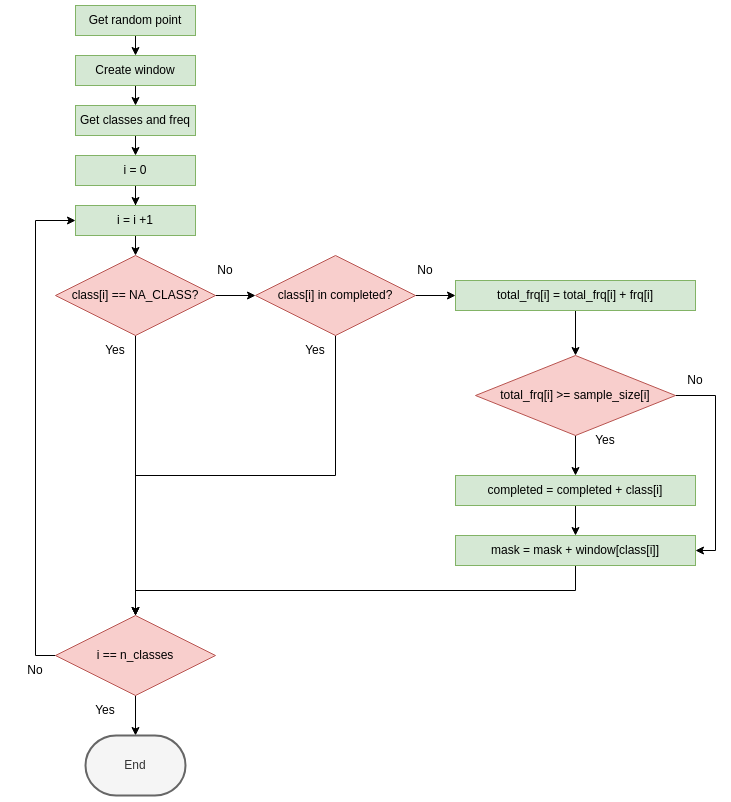 Get random point
Create window
Get classes and freq
i = 0
i = i +1
class[i] == NA_CLASS?
No
Yes
class[i] in completed?
No
Yes
total_frq[i] = total_frq[i] + frq[i]
total_frq[i] >= sample_size[i]
No
Yes
completed = completed + class[i]
mask = mask + window[class[i]]
i == n_classes
No
Yes
End